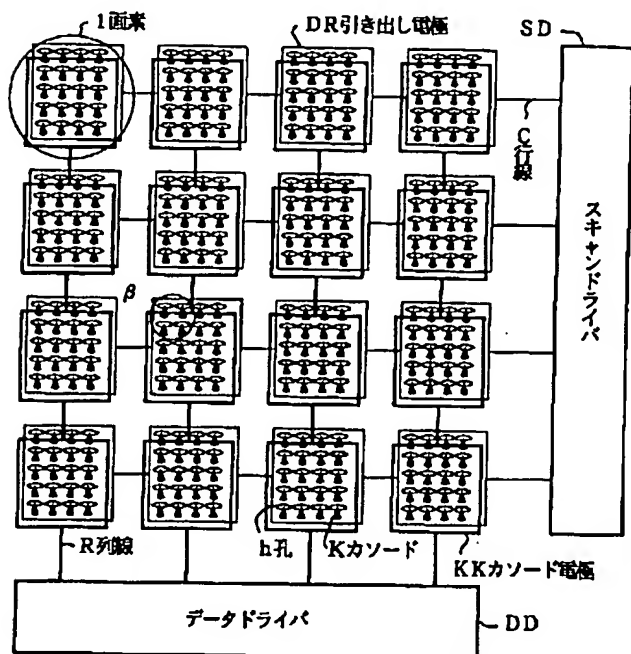 1画素
DR引き出し電極
SD
C行線
スキャンドライバ
β
R列線
h孔
Kカソード
KKカソード電極
データドライバ
DD